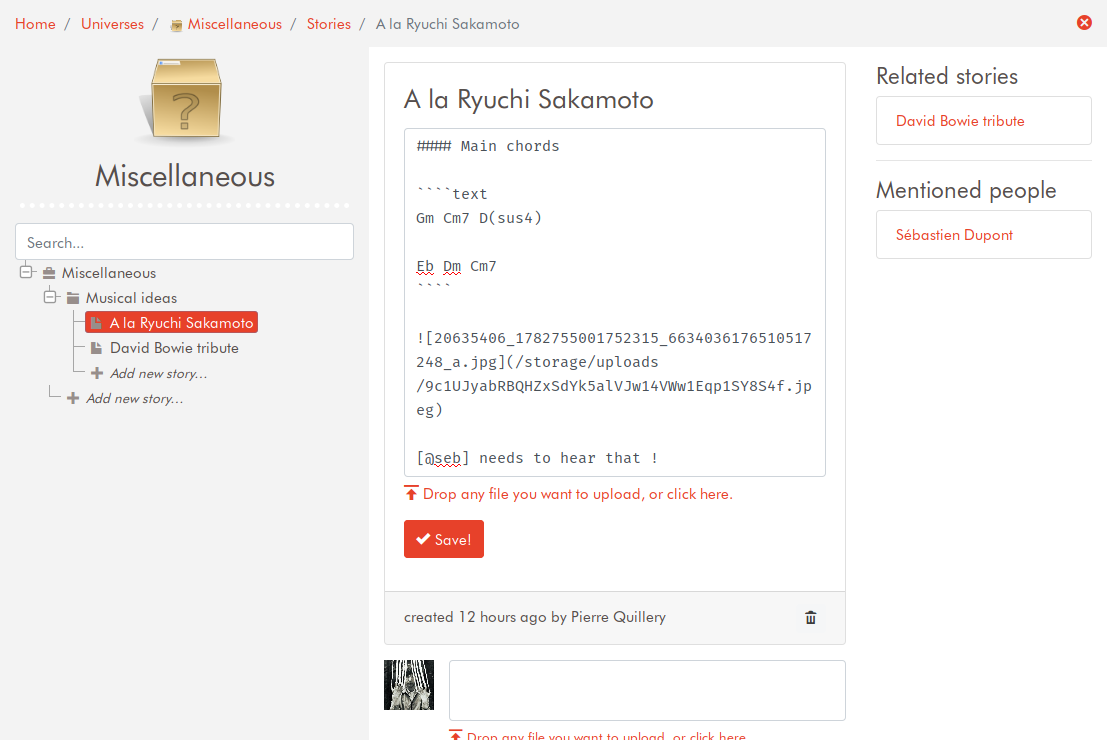 Home / Universes / Miscellaneous / Stories / A la Ryuchi Sakamoto
?
Miscellaneous
Search...
Miscellaneous
Musical ideas
A la Ryuchi Sakamoto
David Bowie tribute
Add new story...
Add new story...
A la Ryuchi Sakamoto
#### Main chords
````text
Gm Cm7 D(sus4)
Eb Dm Cm7
````
![20635406_1782755001752315_6634036176510517
248_a.jpg](/storage/uploads
/9c1UJyabRBQHZxSdYk5alVJw14VWw1Eqp1SY8S4f.jp
eg)
[@seb] needs to hear that !
Drop any file you want to upload, or click here.
Save!
created 12 hours ago by Pierre Quillery
Drop any file you want to upload, or click here.
Related stories
David Bowie tribute
Mentioned people
Sébastien Dupont